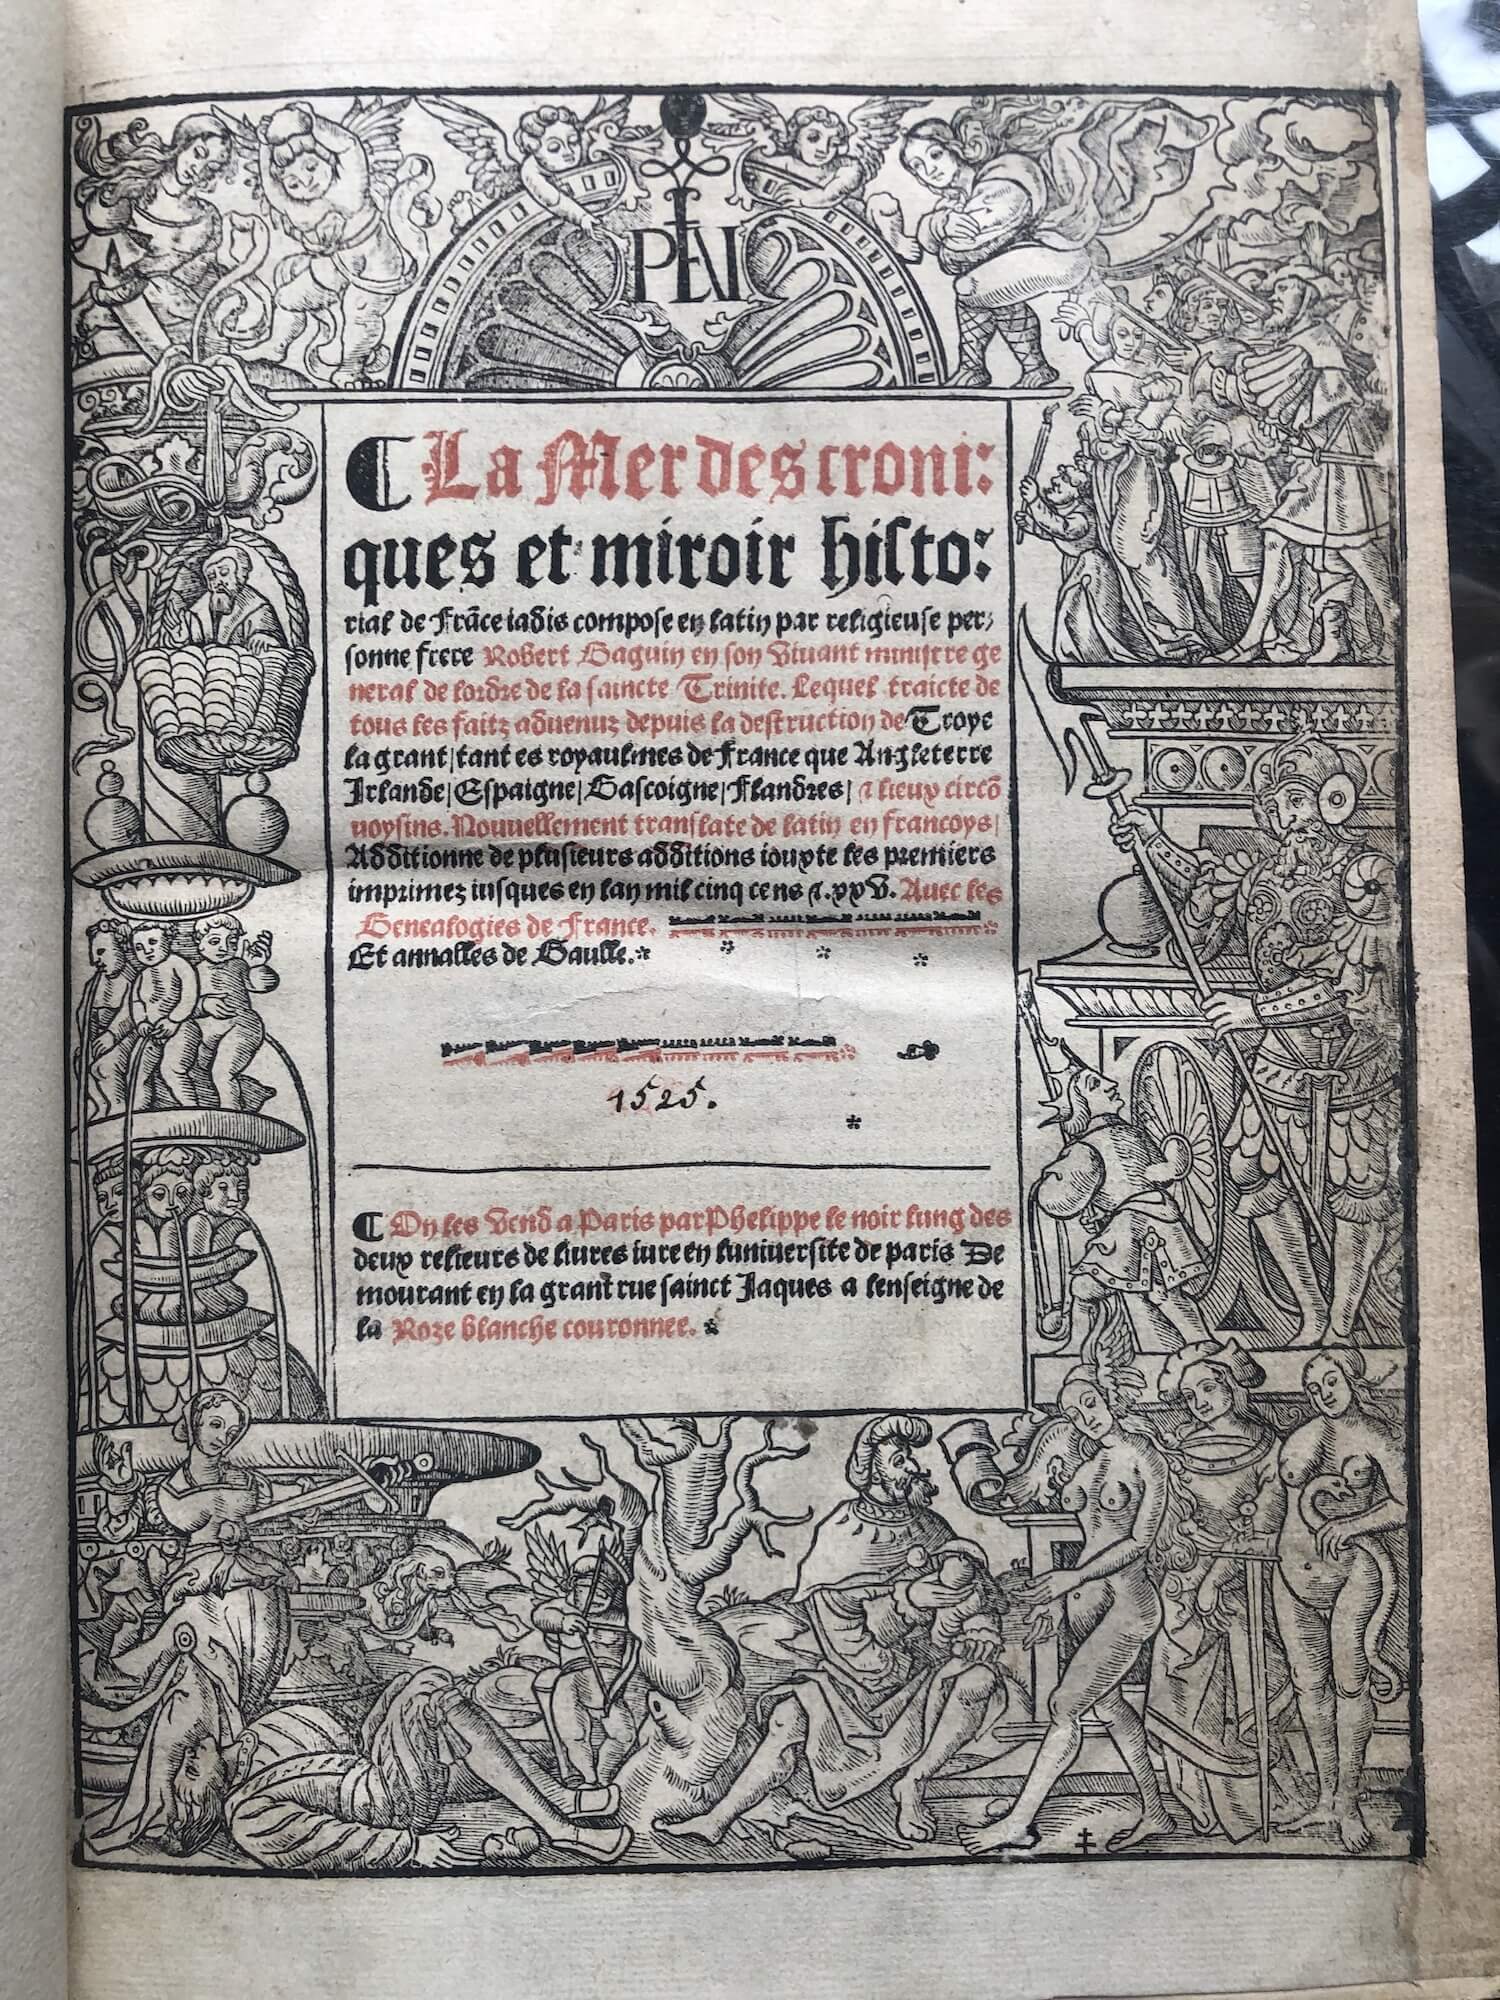 PEAI
La Mer des croni-
ques et miroir histo-
rial de Frãce iadis compose en latin par religieuse per-
sonne frere Robert Gaguin en son viuant ministre ge
neral de lordre de la saincte Trinite. Lequel traicte de
tous les faitz aduenuz depuis la destruction de Troye
la grant/tant es royaulmes de France que Angleterre
Irlande/Espaigne/Gascoigne/Flandres/ & lieux circõ
uoysins. Nouuellement translate de latin en francoys/
Additionne de plusieurs additions iouxte les premiers
imprimez iusques en lan mil cinq cens &.xxv. Auec les
Genealogies de France.
Et annalles de Gaulle.
1525.
On les vend a Paris par Phelippe le noir lung des
deux relieurs de liures iure en luniuersite de paris De
mourant en la grant rue sainct Jaques a lenseigne de
la Roze blanche couronnee.